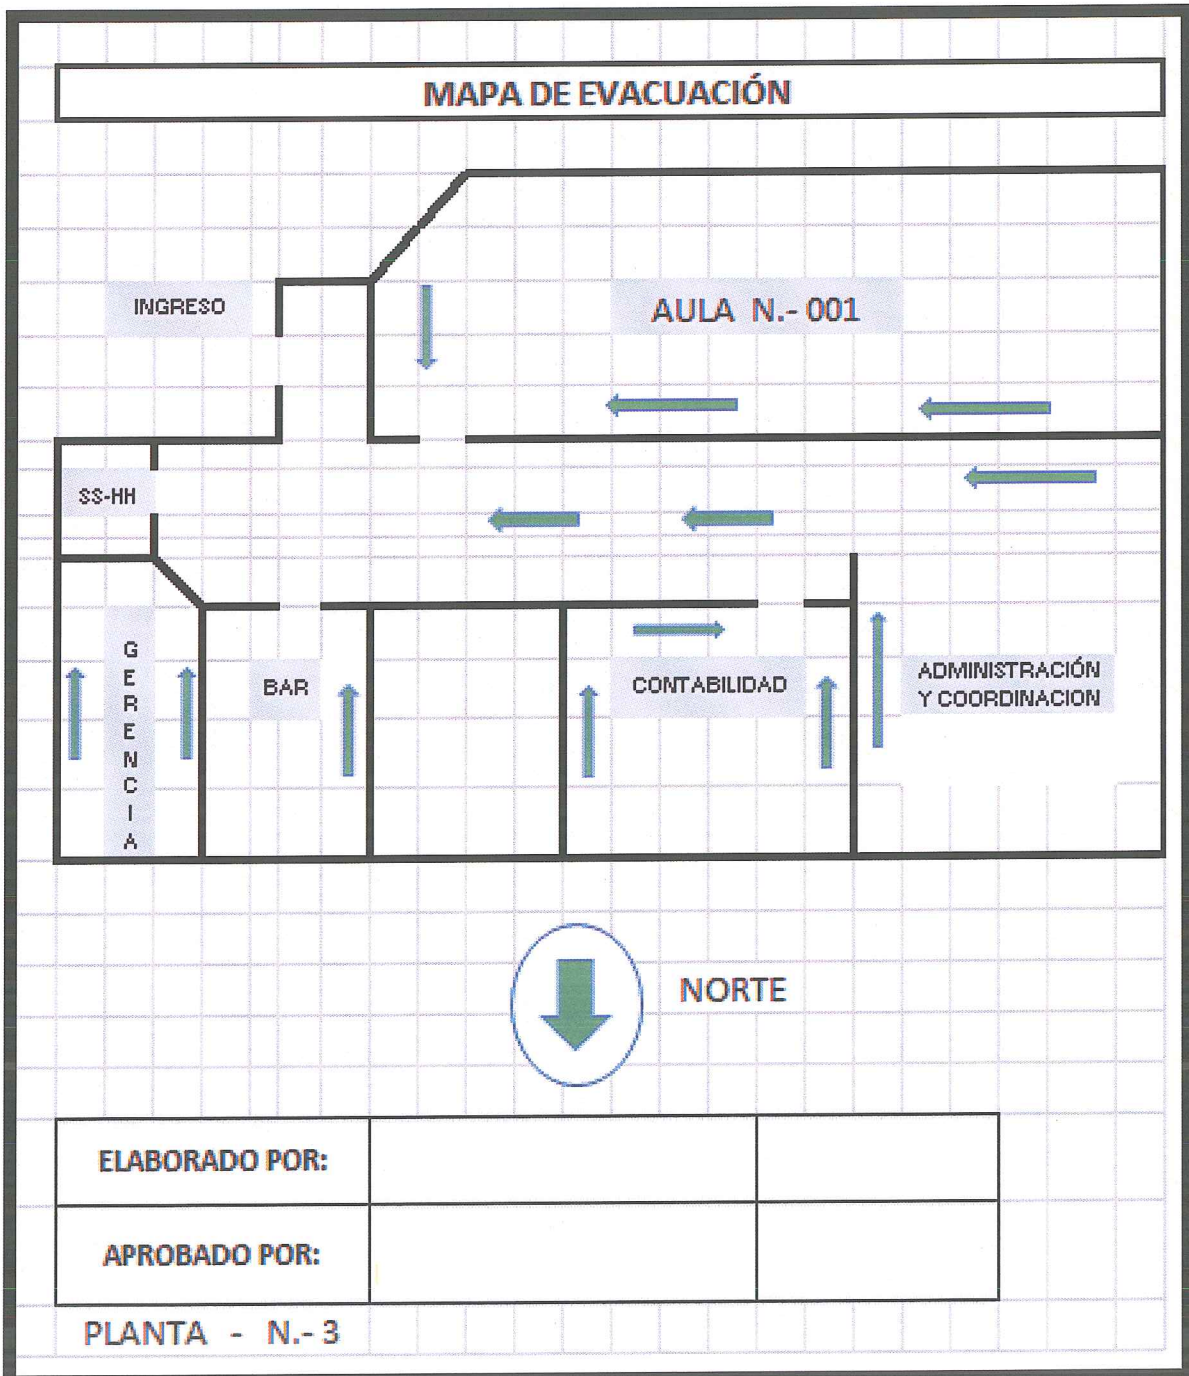 MAPA DE EVACUACIÓN
INGRESO
AULA N.- 001
SS-HH
GERENCIA
BAR
CONTABILIDAD
ADMINISTRACIÓN
Y COORDINACION
NORTE
ELABORADO POR:
APROBADO POR:
PLANTA - N.- 3